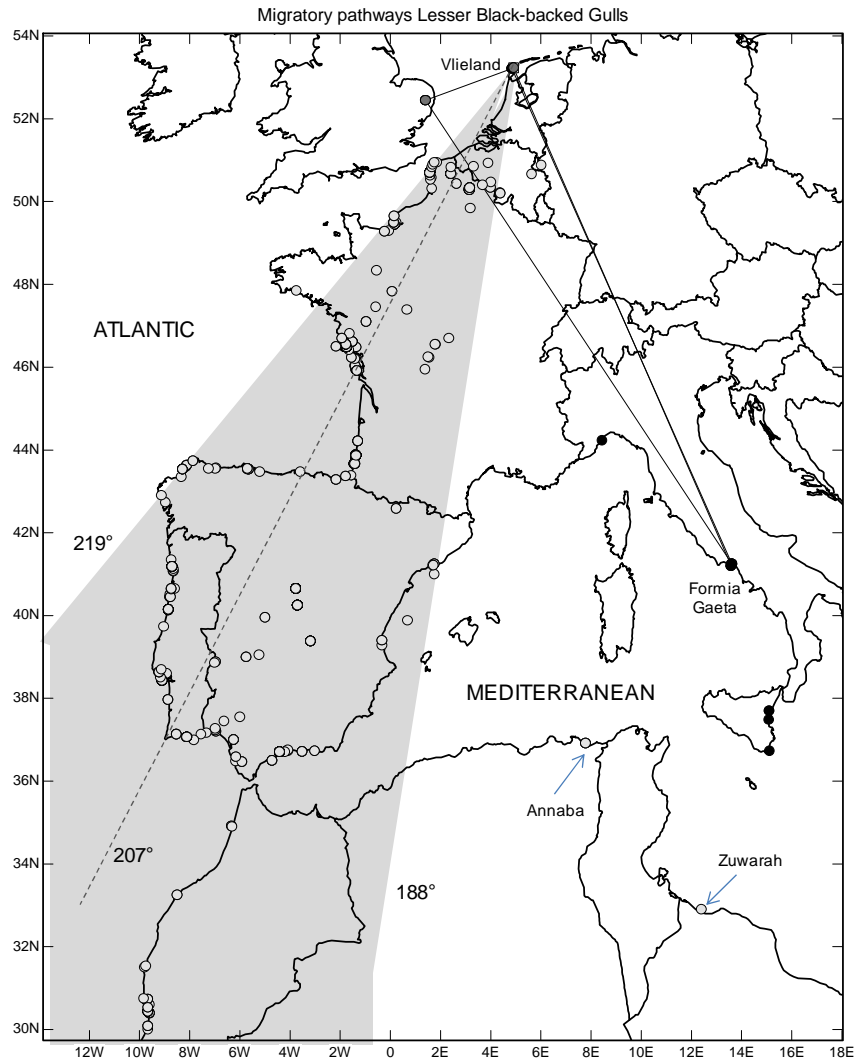 Migratory pathways Lesser Black-backed Gulls
54N
Vlieland
52N
50N
48N
ATLANTIC
46N
44N
42N
219°
Formia
Gaeta
40N
38N
MEDITERRANEAN
36N
Annaba
34N
207°
Zuwarah
188°
32N
30N
12W 10W 8W 6W 4W 2W 0 2E 4E 6E 8E 10E 12E 14E 16E 18E